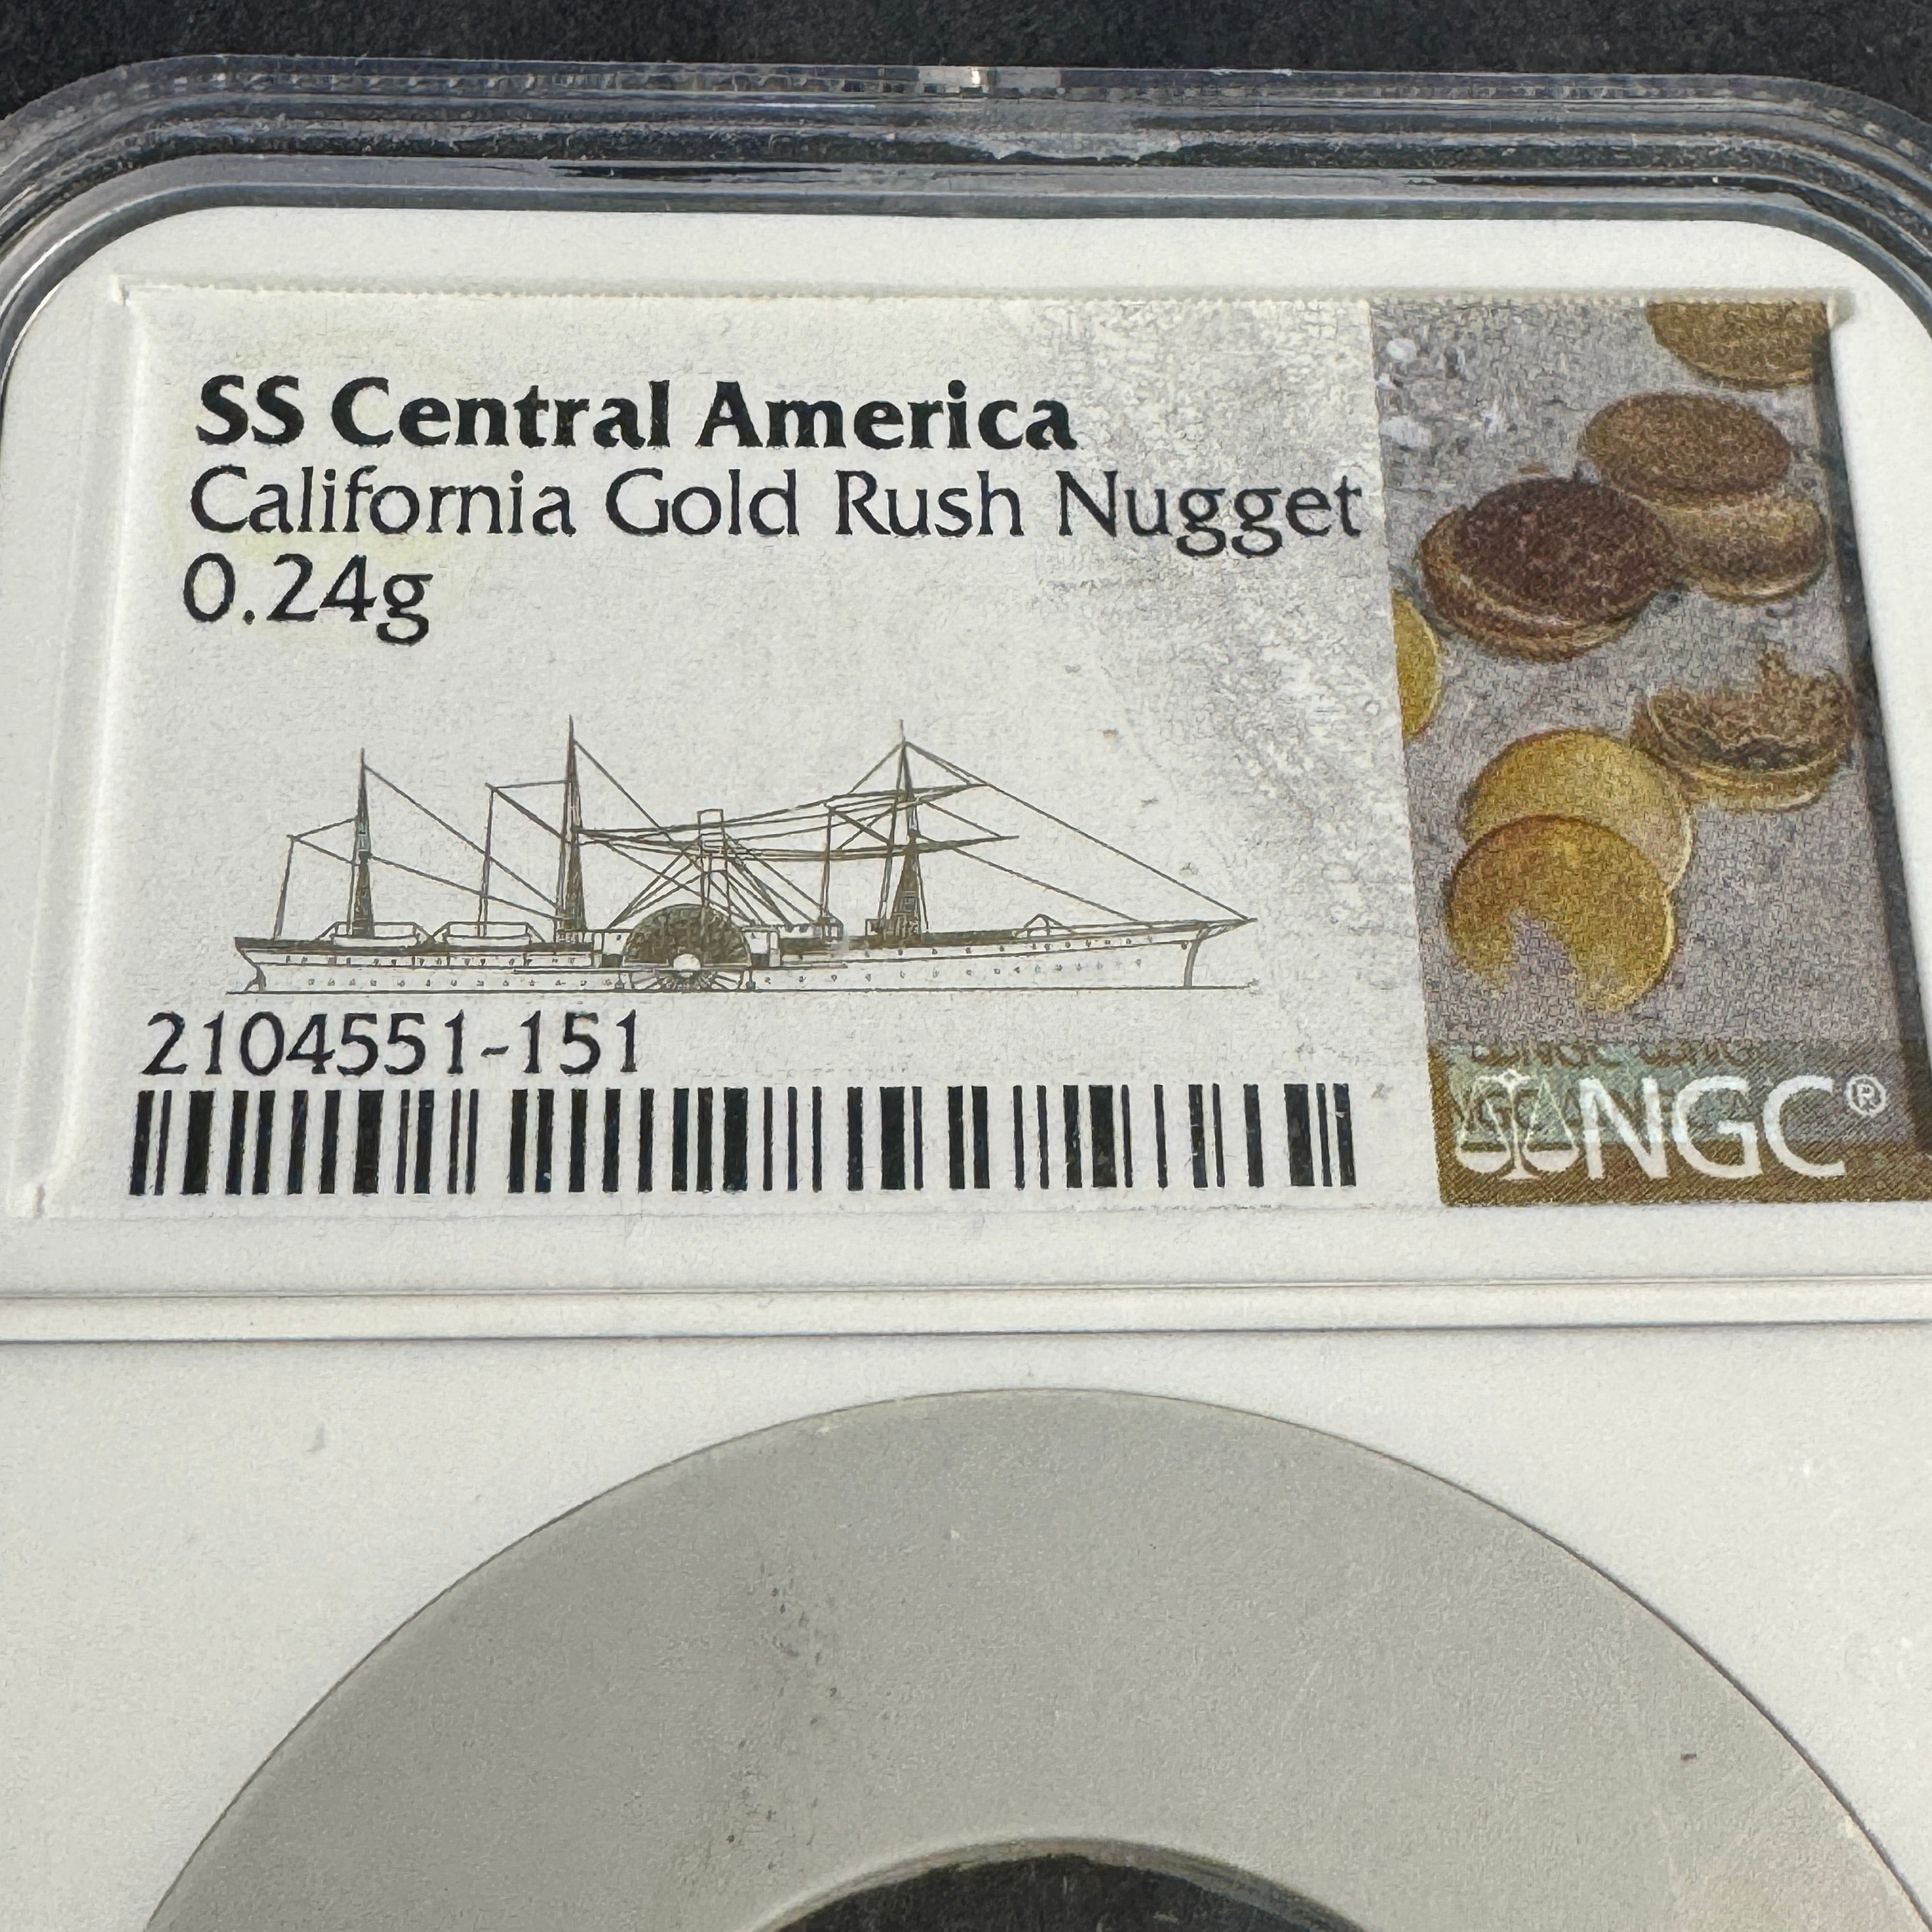 SS Central America
California Gold Rush Nugget
0.24g
2104551-151
NGC®